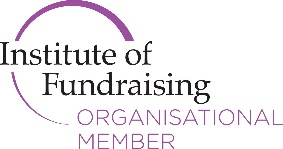 Institute of
Fundraising
ORGANISATIONAL
MEMBER